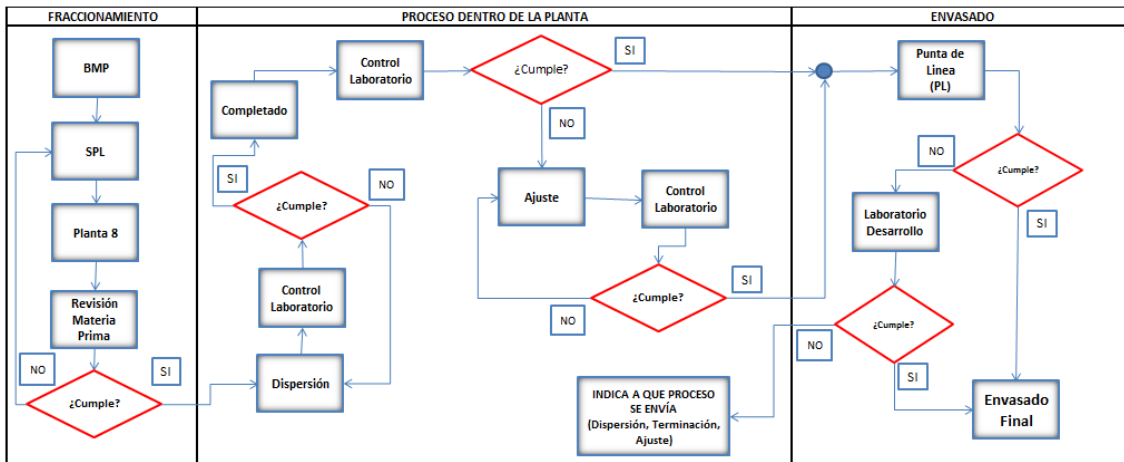 FRACCIONAMIENTO
BMP
SPL
Planta 8
Revisión
Materia
Prima
NO
SI
¿Cumple?
PROCESO DENTRO DE LA PLANTA
Completado
Control
Laboratorio
¿Cumple?
SI
NO
SI
NO
¿Cumple?
Control
Laboratorio
Dispersión
Ajuste
Control
Laboratorio
¿Cumple?
SI
NO
INDICA A QUE PROCESO
SE ENVÍA
(Dispersión, Terminación,
Ajuste)
ENVASADO
Punta de
Linea
(PL)
NO
¿Cumple?
SI
Laboratorio
Desarrollo
¿Cumple?
NO
SI
Envasado
Final